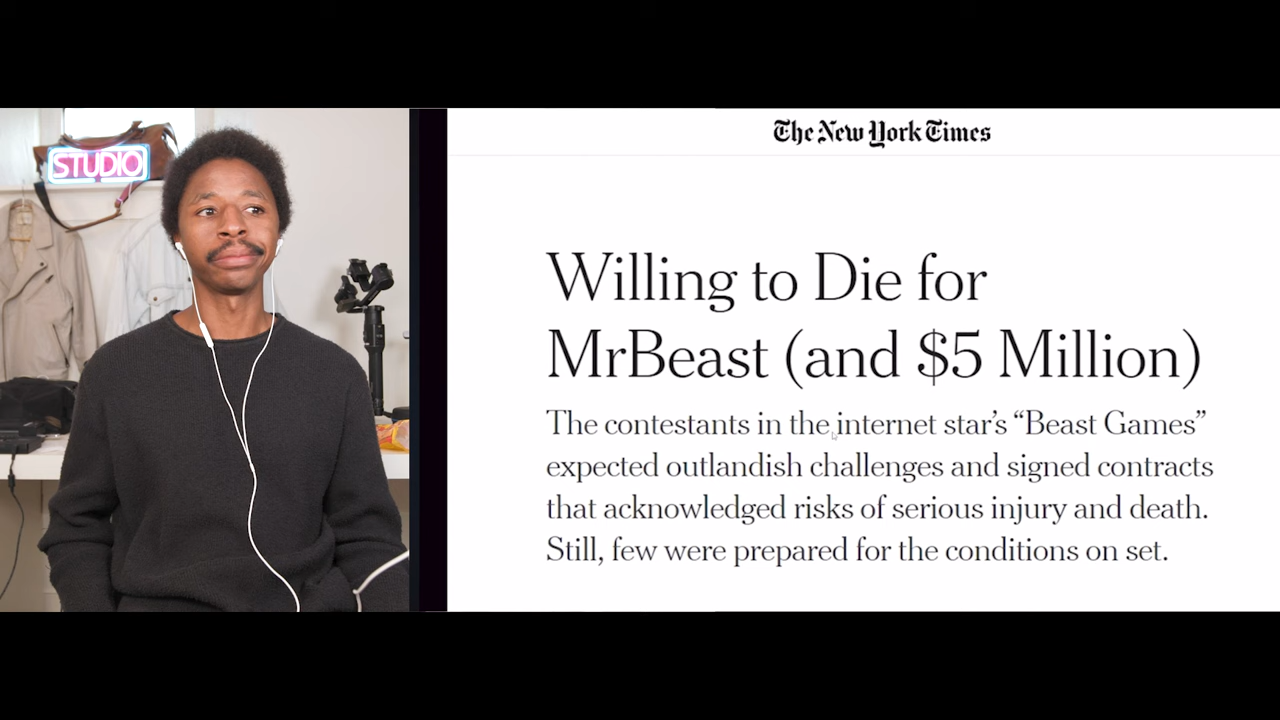 STUDIO
The New York Times
Willing to Die for
MrBeast (and $5 Million)
The contestants in the internet star’s “Beast Games”
expected outlandish challenges and signed contracts
that acknowledged risks of serious injury and death.
Still, few were prepared for the conditions on set.